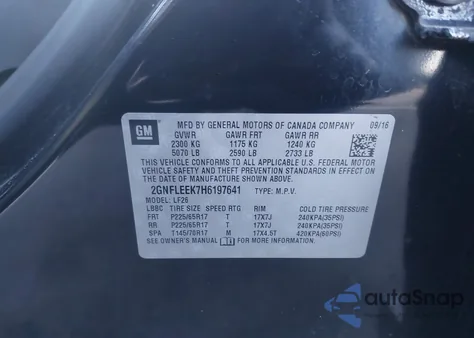 GM
MFD BY GENERAL MOTORS OF CANADA COMPANY 09/16
GVWR GAWR FRT GAWR RR
2300 KG 1175 KG 1240 KG
5070 LB 2590 LB 2733 LB
THIS VEHICLE CONFORMS TO ALL APPLICABLE U.S. FEDERAL MOTOR
VEHICLE SAFETY AND THEFT PREVENTION STANDARDS IN EFFECT ON
THE DATE OF MANUFACTURE SHOWN ABOVE.
2GNFLEEK7H6197641 TYPE: M.P.V.
MODEL: LF26
LBBC TIRE SIZE SPEED RTG RIM COLD TIRE PRESSURE
FRT P225/65R17 T 17X7J 240KPA(35PSI)
RR P225/65R17 T 17X7J 240KPA(35PSI)
SPA T145/70R17 M 17X4.5T 420KPA(60PSI)
SEE OWNER'S MANUAL FOR MORE INFORMATION.
autoSnap